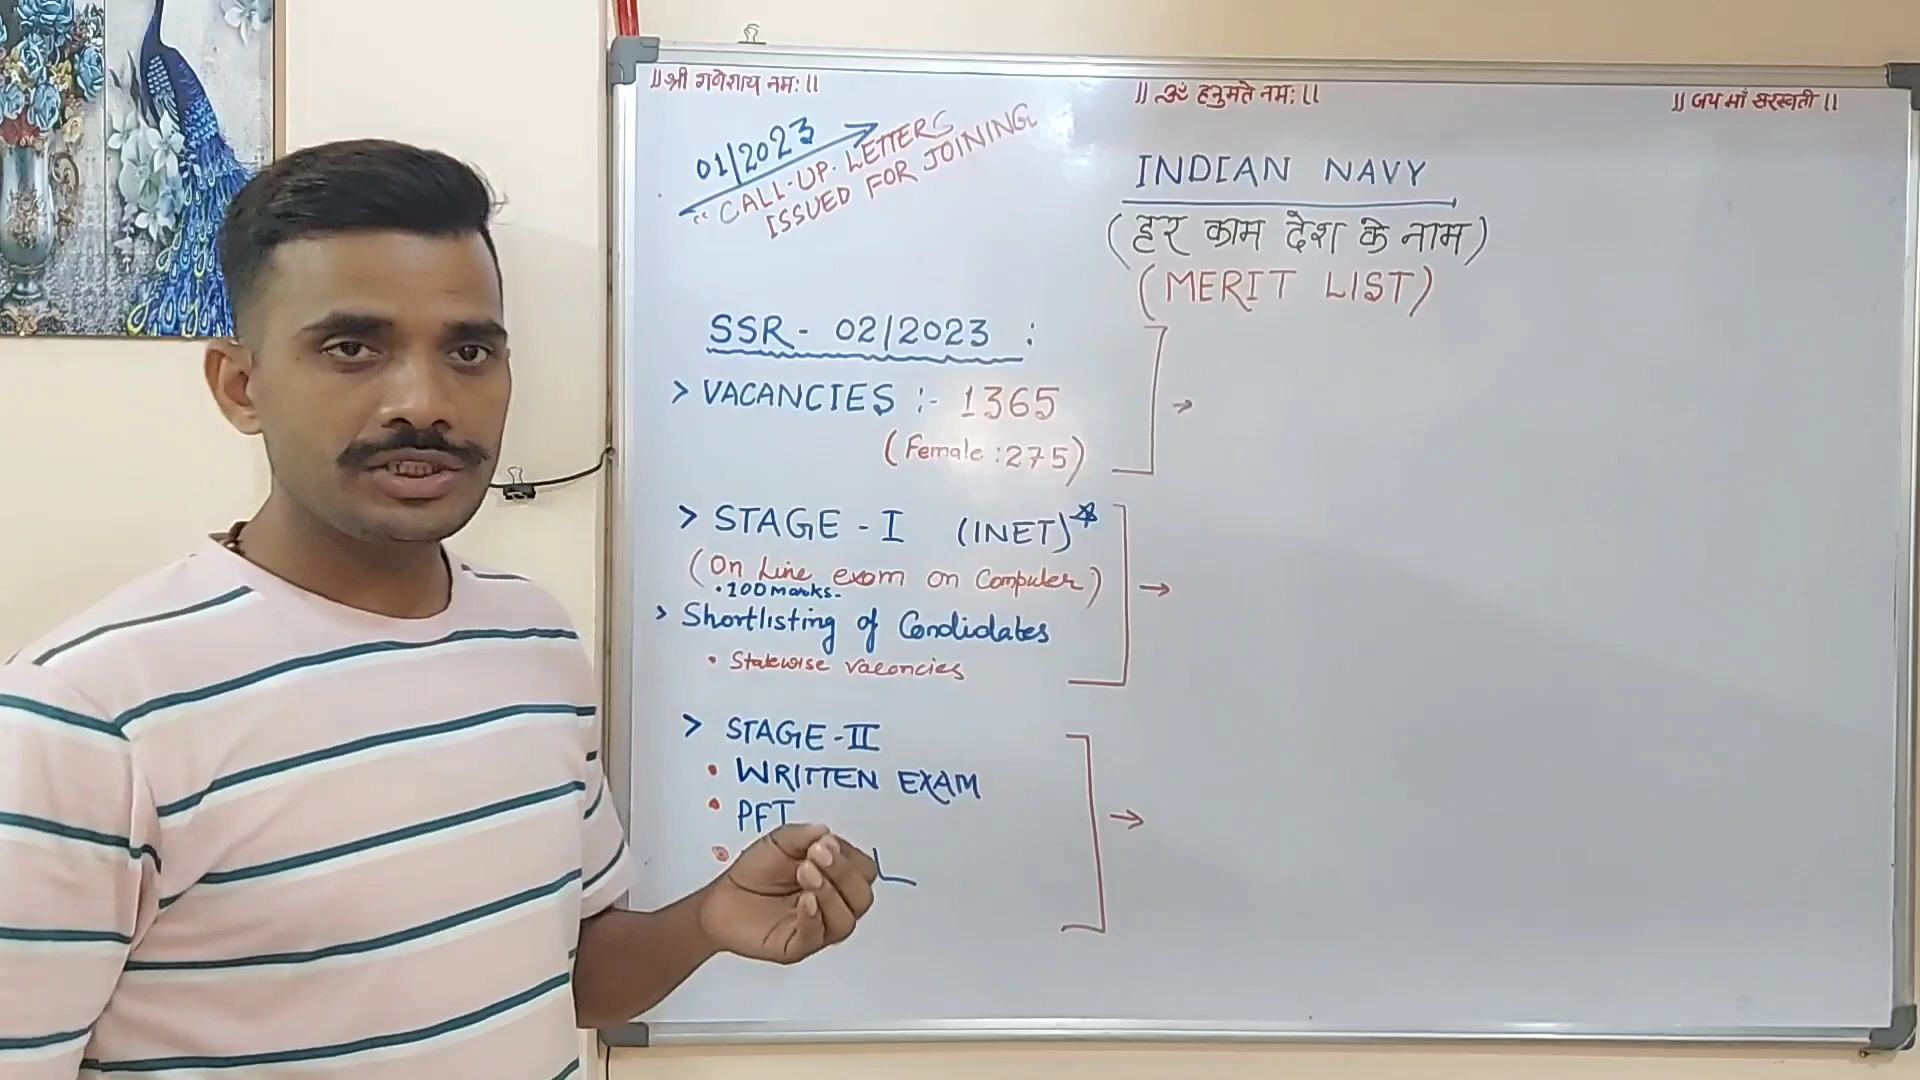 ॥ श्री गणेशाय नमः ॥
॥ ॐ हनुमते नमः ॥
॥ जय माँ सरस्वती ॥
01/2023
"CALL-UP. LETTERS
ISSUED FOR JOINING
INDIAN NAVY
(हर काम देश के नाम)
(MERIT LIST)
SSR- 02/2023 :
> VACANCIES :- 1365
(Female : 275)
> STAGE - I (INET)*
(On Line exam on Computer)
• 100 marks.
> Shortlisting of Candidates
• Statewise vacancies
> STAGE - II
• WRITTEN EXAM
• PFT